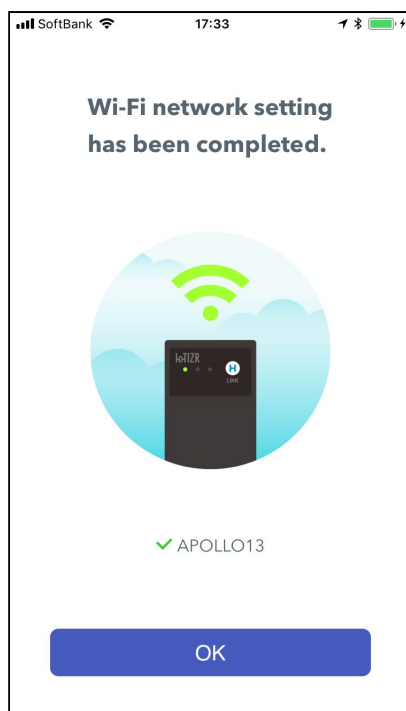 SoftBank 17:33
Wi-Fi network setting
has been completed.
IoTIZR
H
LINK
APOLLO13
OK